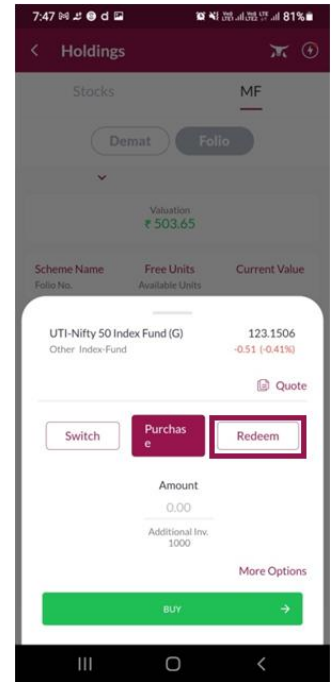 7:47 d 81%
Holdings
Stocks MF
Demat Folio
Valuation
₹ 503.65
Scheme Name Free Units Current Value
Folio No. Available Units
UTI-Nifty 50 Index Fund (G) 123.1506
Other Index-Fund -0.51 (-0.41%)
Quote
Switch Purchas Redeem
e
Amount
0.00
Additional Inv.
1000
More Options
BUY